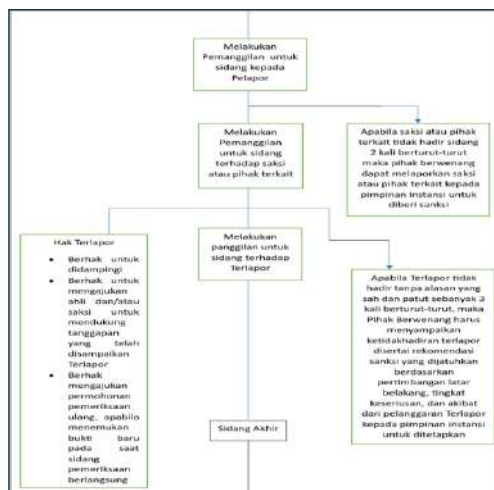 Melakukan
Pemanggilan untuk
sidang kepada
Pelapor
Melakukan
Pemanggilan
untuk sidang
terhadap saksi
atau pihak terkait
Apabila saksi atau pihak
terkait tidak hadir sidang
2 kali berturut-turut
maka pihak berwenang
dapat melaporkan saksi
atau pihak terkait kepada
pimpinan instansi untuk
diberi sanksi
Hak Terlapor
• Berhak untuk
didampingi
• Berhak untuk
mengajukan
ahli dan/atau
saksi untuk
mendukung
tanggapan
yang telah
disampaikan
Terlapor
• Berhak
mengajukan
permohonan
pemeriksaan
ulang, apabila
menemukan
bukti baru
pada saat
sidang
pemeriksaan
berlangsung
Melakukan
panggilan untuk
sidang terhadap
Terlapor
Apabila Terlapor tidak
hadir tanpa alasan yang
sah dan patut sebanyak 3
kali berturut-turut, maka
Pihak Berwenang harus
menyampaikan
ketidakhadiran terlapor
disertai rekomendasi
sanksi yang dijatuhkan
berdasarkan
pertimbangan latar
belakang, tingkat
keseriusan, dan akibat
dari pelanggaran Terlapor
kepada pimpinan instansi
untuk ditetapkan
Sidang Akhir